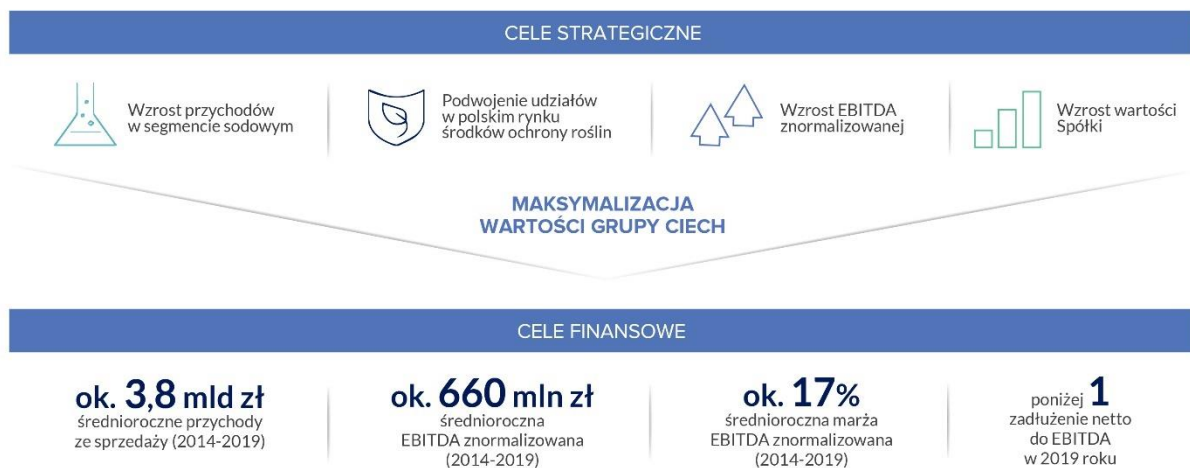 CELE STRATEGICZNE
Wzrost przychodów
w segmencie sodowym
Podwojenie udziałów
w polskim rynku
środków ochrony roślin
Wzrost EBITDA
znormalizowanej
Wzrost wartości
Spółki
MAKSYMALIZACJA
WARTOŚCI GRUPY CIECH
CELE FINANSOWE
ok. 3,8 mld zł
średnioroczne przychody
ze sprzedaży (2014-2019)
ok. 660 mln zł
średnioroczna
EBITDA znormalizowana
(2014-2019)
ok. 17%
średnioroczna marża
EBITDA znormalizowana
(2014-2019)
poniżej 1
zadłużenie netto
do EBITDA
w 2019 roku